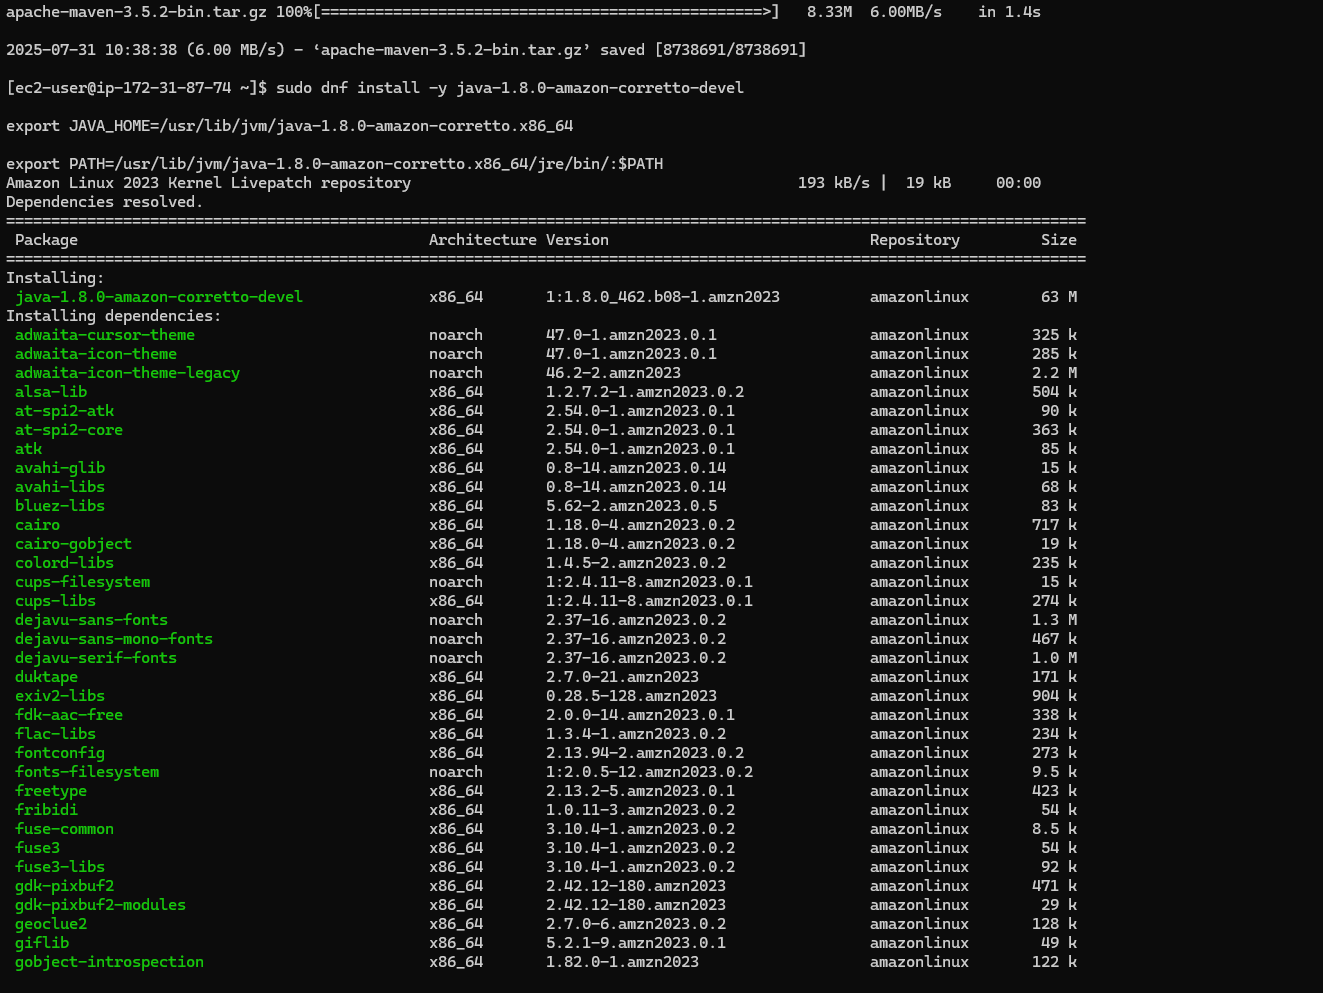 apache-maven-3.5.2-bin.tar.gz 100%[=================================================>]   8.33M  6.00MB/s    in 1.4s
2025-07-31 10:38:38 (6.00 MB/s) - ‘apache-maven-3.5.2-bin.tar.gz’ saved [8738691/8738691]
[ec2-user@ip-172-31-87-74 ~]$ sudo dnf install -y java-1.8.0-amazon-corretto-devel
export JAVA_HOME=/usr/lib/jvm/java-1.8.0-amazon-corretto.x86_64
export PATH=/usr/lib/jvm/java-1.8.0-amazon-corretto.x86_64/jre/bin/:$PATH
Amazon Linux 2023 Kernel Livepatch repository 193 kB/s |  19 kB     00:00
Dependencies resolved.
========================================================================================================================
Package Architecture Version Repository Size
========================================================================================================================
Installing:
java-1.8.0-amazon-corretto-devel x86_64 1:1.8.0_462.b08-1.amzn2023 amazonlinux 63 M
Installing dependencies:
adwaita-cursor-theme noarch 47.0-1.amzn2023.0.1 amazonlinux 325 k
adwaita-icon-theme noarch 47.0-1.amzn2023.0.1 amazonlinux 285 k
adwaita-icon-theme-legacy noarch 46.2-2.amzn2023 amazonlinux 2.2 M
alsa-lib x86_64 1.2.7.2-1.amzn2023.0.2 amazonlinux 504 k
at-spi2-atk x86_64 2.54.0-1.amzn2023.0.1 amazonlinux 90 k
at-spi2-core x86_64 2.54.0-1.amzn2023.0.1 amazonlinux 363 k
atk x86_64 2.54.0-1.amzn2023.0.1 amazonlinux 85 k
avahi-glib x86_64 0.8-14.amzn2023.0.14 amazonlinux 15 k
avahi-libs x86_64 0.8-14.amzn2023.0.14 amazonlinux 68 k
bluez-libs x86_64 5.62-2.amzn2023.0.5 amazonlinux 83 k
cairo x86_64 1.18.0-4.amzn2023.0.2 amazonlinux 717 k
cairo-gobject x86_64 1.18.0-4.amzn2023.0.2 amazonlinux 19 k
colord-libs x86_64 1.4.5-2.amzn2023.0.2 amazonlinux 235 k
cups-filesystem noarch 1:2.4.11-8.amzn2023.0.1 amazonlinux 15 k
cups-libs x86_64 1:2.4.11-8.amzn2023.0.1 amazonlinux 274 k
dejavu-sans-fonts noarch 2.37-16.amzn2023.0.2 amazonlinux 1.3 M
dejavu-sans-mono-fonts noarch 2.37-16.amzn2023.0.2 amazonlinux 467 k
dejavu-serif-fonts noarch 2.37-16.amzn2023.0.2 amazonlinux 1.0 M
duktape x86_64 2.7.0-21.amzn2023 amazonlinux 171 k
exiv2-libs x86_64 0.28.5-128.amzn2023 amazonlinux 904 k
fdk-aac-free x86_64 2.0.0-14.amzn2023.0.1 amazonlinux 338 k
flac-libs x86_64 1.3.4-1.amzn2023.0.2 amazonlinux 234 k
fontconfig x86_64 2.13.94-2.amzn2023.0.2 amazonlinux 273 k
fonts-filesystem noarch 1:2.0.5-12.amzn2023.0.2 amazonlinux 9.5 k
freetype x86_64 2.13.2-5.amzn2023.0.1 amazonlinux 423 k
fribidi x86_64 1.0.11-3.amzn2023.0.2 amazonlinux 54 k
fuse-common x86_64 3.10.4-1.amzn2023.0.2 amazonlinux 8.5 k
fuse3 x86_64 3.10.4-1.amzn2023.0.2 amazonlinux 54 k
fuse3-libs x86_64 3.10.4-1.amzn2023.0.2 amazonlinux 92 k
gdk-pixbuf2 x86_64 2.42.12-180.amzn2023 amazonlinux 471 k
gdk-pixbuf2-modules x86_64 2.42.12-180.amzn2023 amazonlinux 29 k
geoclue2 x86_64 2.7.0-6.amzn2023.0.2 amazonlinux 128 k
giflib x86_64 5.2.1-9.amzn2023.0.1 amazonlinux 49 k
gobject-introspection x86_64 1.82.0-1.amzn2023 amazonlinux 122 k